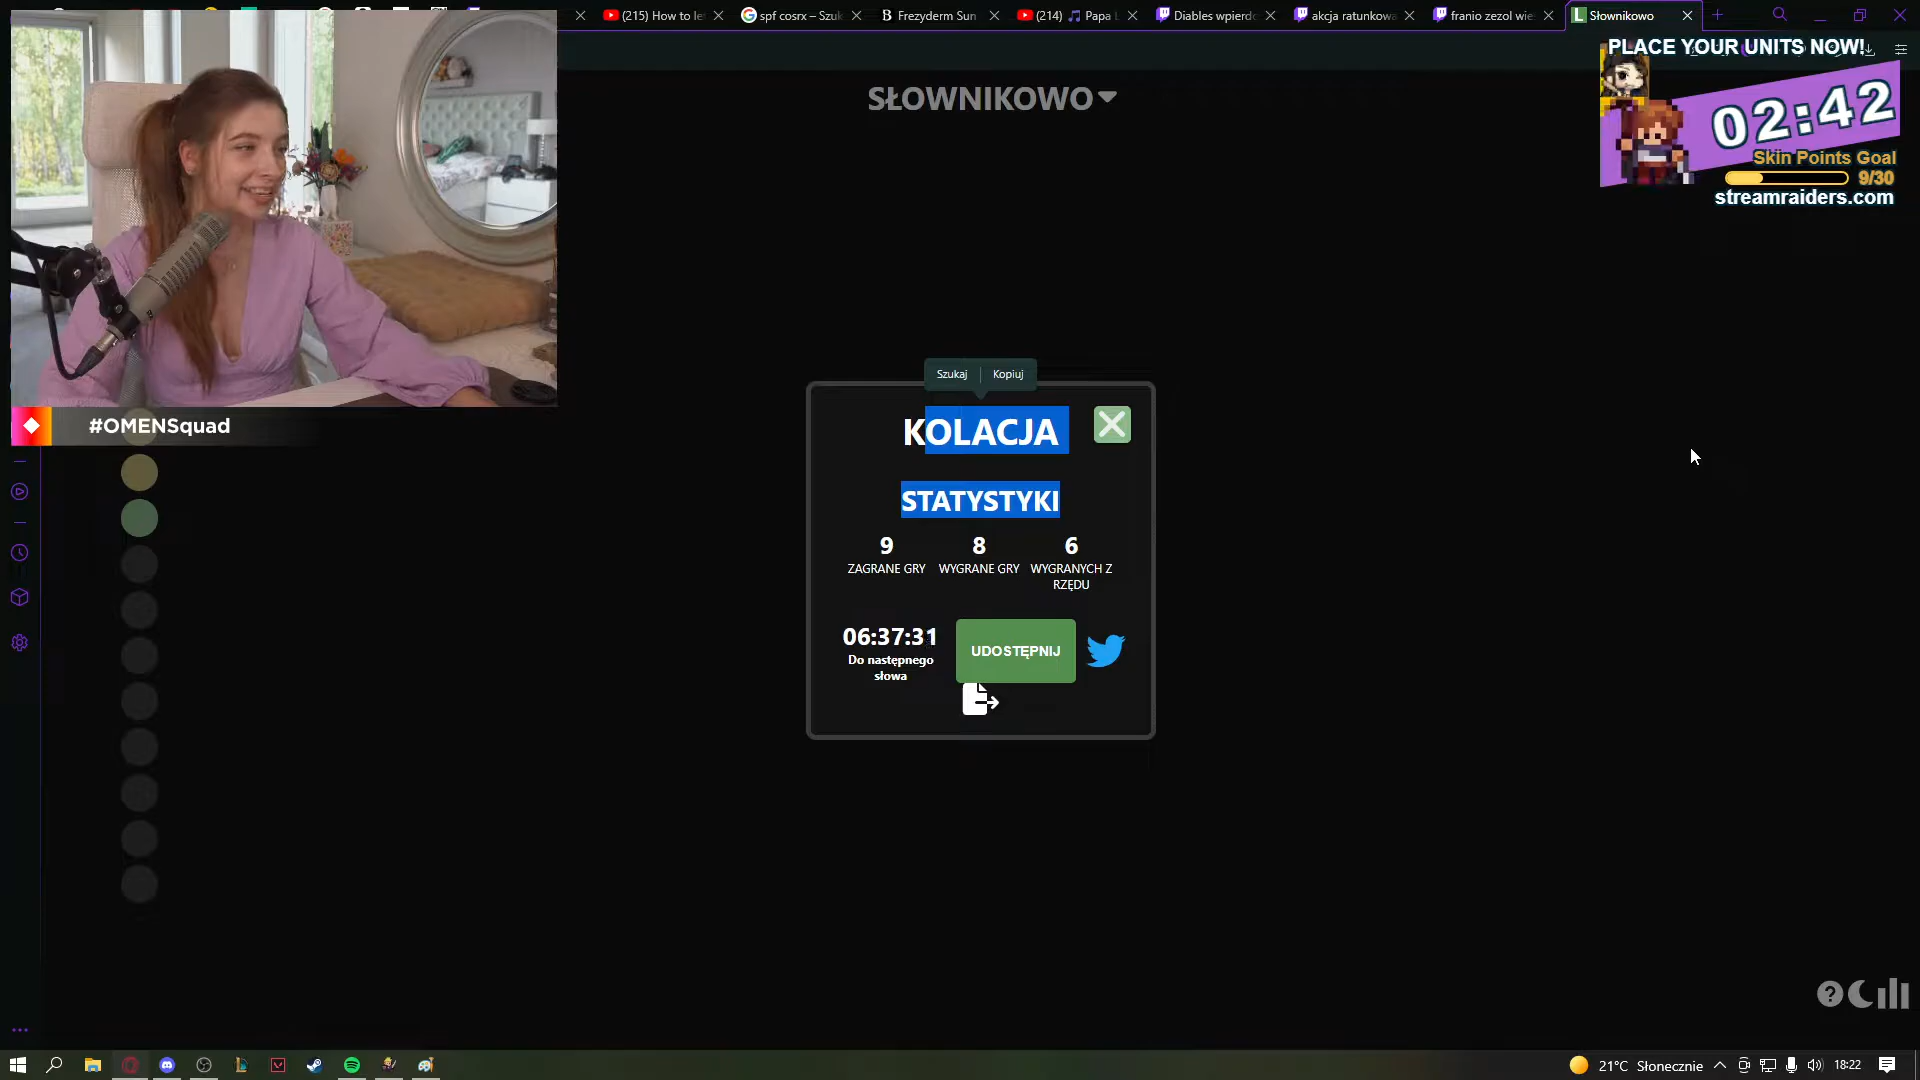 (215) How to le
spf cosrx – Szuk
Frezyderm Sun
(214) 🎵 Papa L
Diables wpierdo
akcja ratunkowa
franio zezol wie
Słownikowo
PLACE YOUR UNITS NOW!
02:42
Skin Points Goal
9/30
streamraiders.com
SŁOWNIKOWO
#OMENSquad
Szukaj
Kopiuj
KOLACJA
STATYSTYKI
9 8 6
ZAGRANE GRY WYGRANE GRY WYGRANYCH Z
RZĘDU
06:37:31
Do następnego
słowa
UDOSTĘPNIJ
21°C Słonecznie
18:22